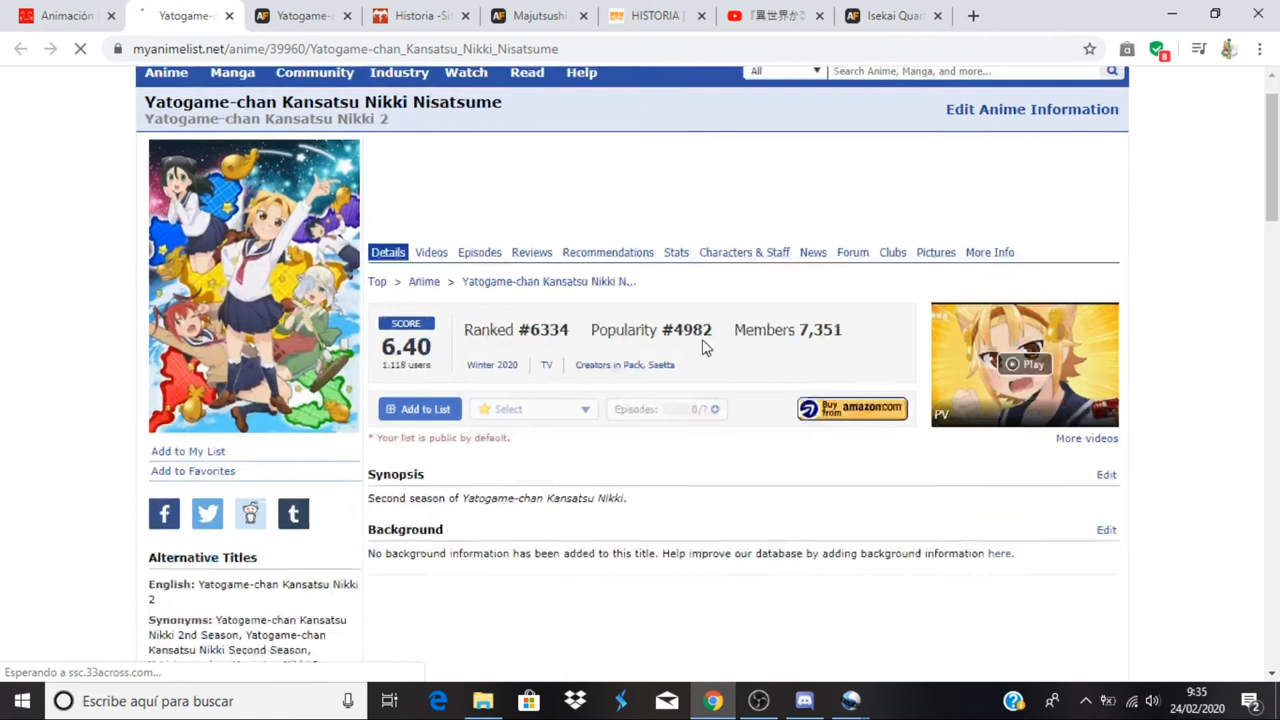 Animación
Yatogame-c
Yatogame-c
Historia -Si
Majutsushi
HISTORIA |
『異世界かる
Isekai Quar
myanimelist.net/anime/39960/Yatogame-chan_Kansatsu_Nikki_Nisatsume
8
Anime Manga Community Industry Watch Read Help
All
Search Anime, Manga, and more...
Yatogame-chan Kansatsu Nikki Nisatsume
Yatogame-chan Kansatsu Nikki 2
Edit Anime Information
Details Videos Episodes Reviews Recommendations Stats Characters & Staff News Forum Clubs Pictures More Info
Top > Anime > Yatogame-chan Kansatsu Nikki N...
SCORE
6.40
1,118 users
Ranked #6334 Popularity #4982 Members 7,351
Winter 2020 TV Creators in Pack, Saetta
Add to List
Select
Episodes: 0/?
Buy from amazon.com
Play
PV
* Your list is public by default.
More videos
Add to My List
Add to Favorites
Synopsis
Edit
Second season of Yatogame-chan Kansatsu Nikki.
Background
Edit
No background information has been added to this title. Help improve our database by adding background information here.
Alternative Titles
English: Yatogame-chan Kansatsu Nikki
2
Synonyms: Yatogame-chan Kansatsu
Nikki 2nd Season, Yatogame-chan
Kansatsu Nikki Second Season,
Esperando a ssc.33across.com...
Escribe aquí para buscar
9:35
24/02/2020
2